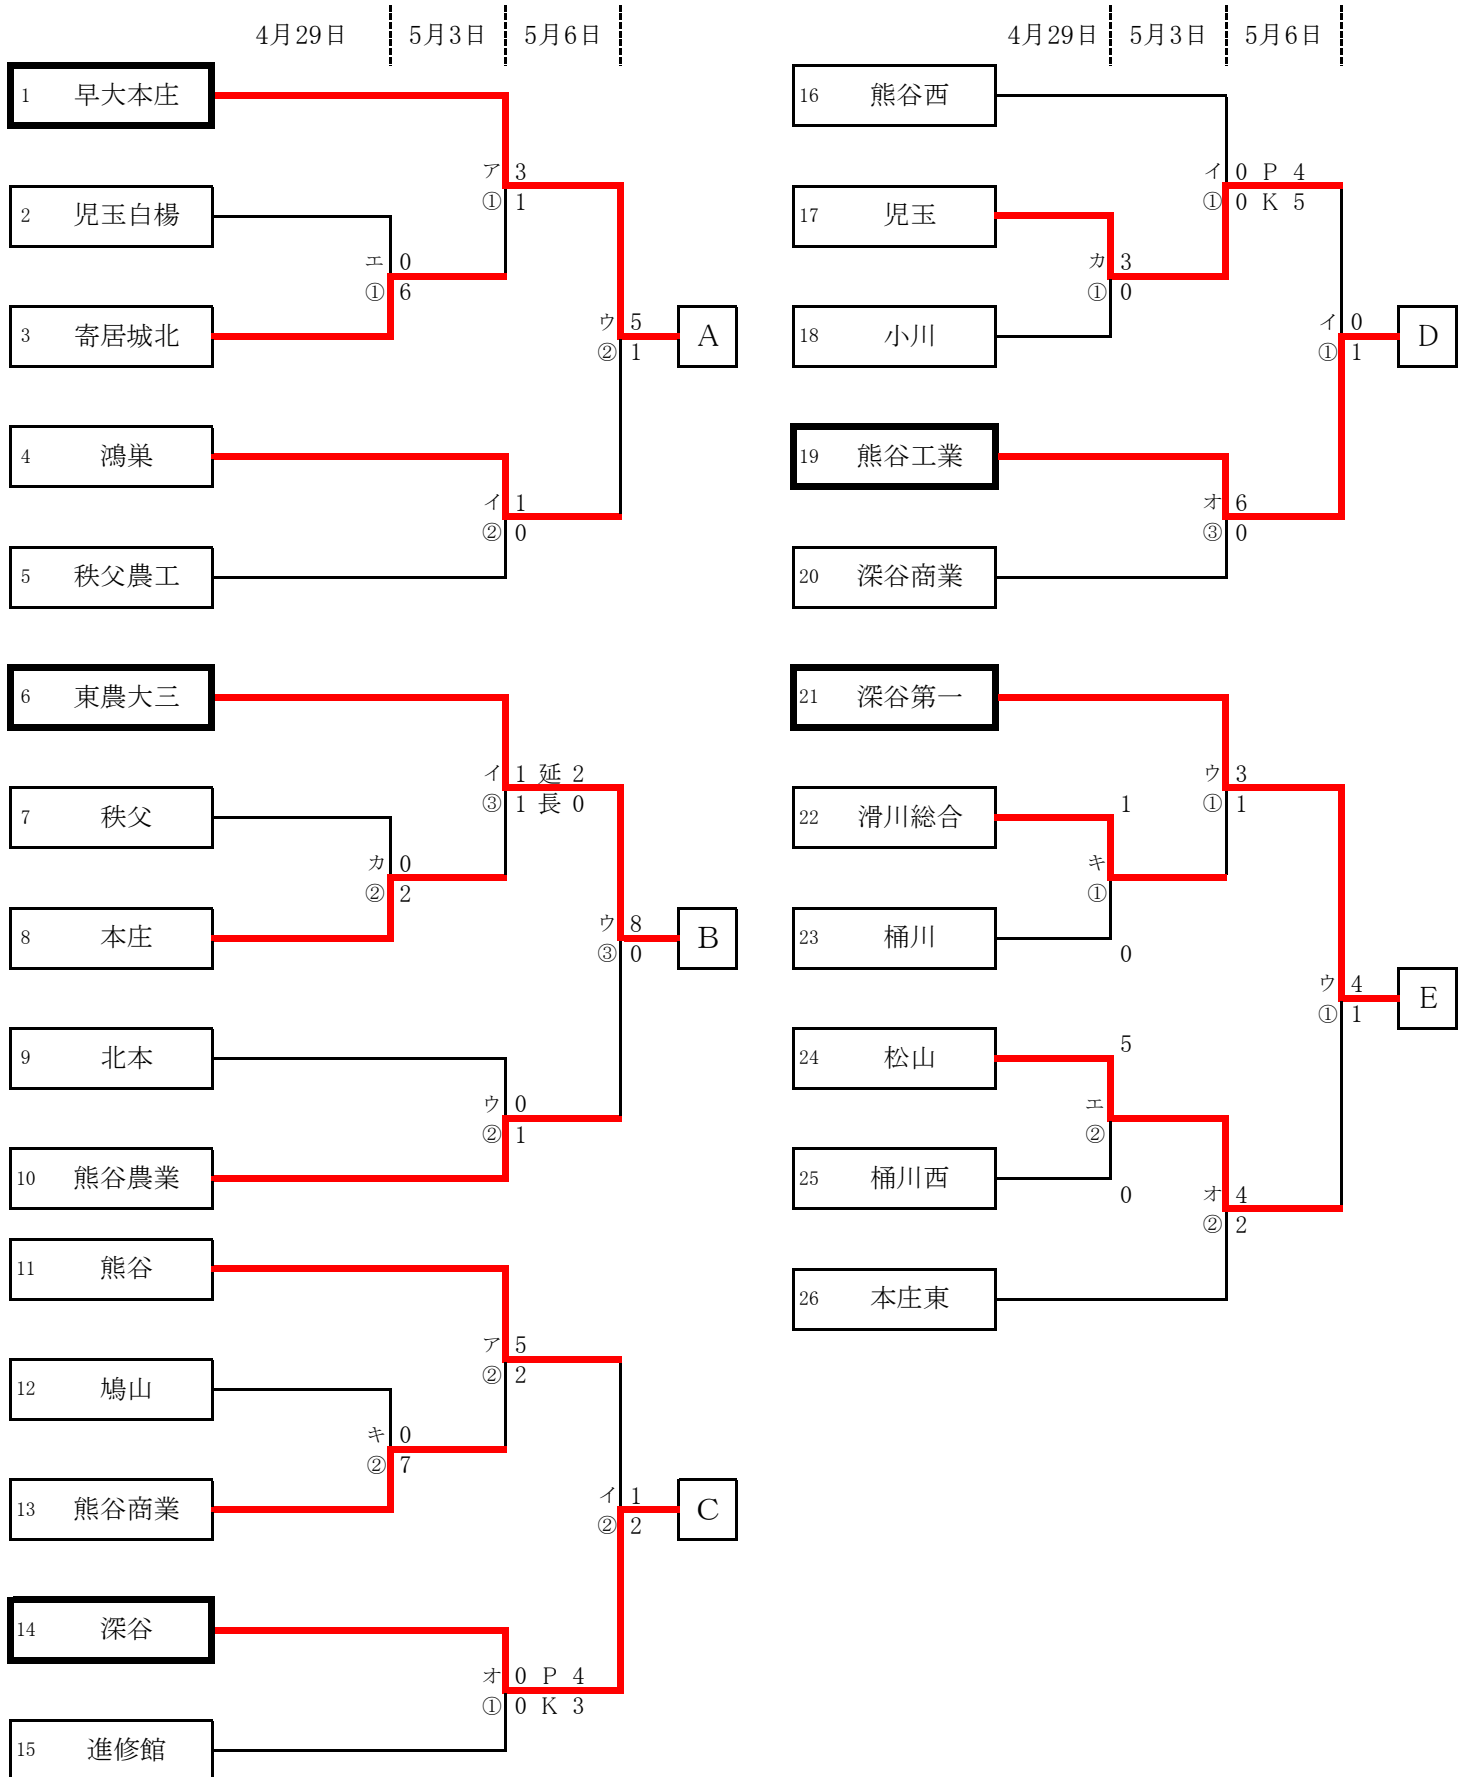 4月29日 5月3日 5月6日
1 早大本庄
ア 3
① 1
2 児玉白楊
エ 0
① 6
3 寄居城北
ウ 5
② 1
A
4 鴻巣
イ 1
② 0
5 秩父農工
6 東農大三
イ 1 延 2
③ 1 長 0
7 秩父
カ 0
② 2
8 本庄
ウ 8
③ 0
B
9 北本
ウ 0
② 1
10 熊谷農業
11 熊谷
ア 5
② 2
12 鳩山
キ 0
② 7
13 熊谷商業
イ 1
② 2
C
14 深谷
オ 0 P 4
① 0 K 3
15 進修館
4月29日 5月3日 5月6日
16 熊谷西
イ 0 P 4
① 0 K 5
17 児玉
カ 3
① 0
18 小川
イ 0
① 1
D
19 熊谷工業
オ 6
③ 0
20 深谷商業
21 深谷第一
ウ 3
① 1
22 滑川総合
1
キ
①
23 桶川
0
ウ 4
① 1
E
24 松山
5
エ
②
25 桶川西
0
オ 4
② 2
26 本庄東